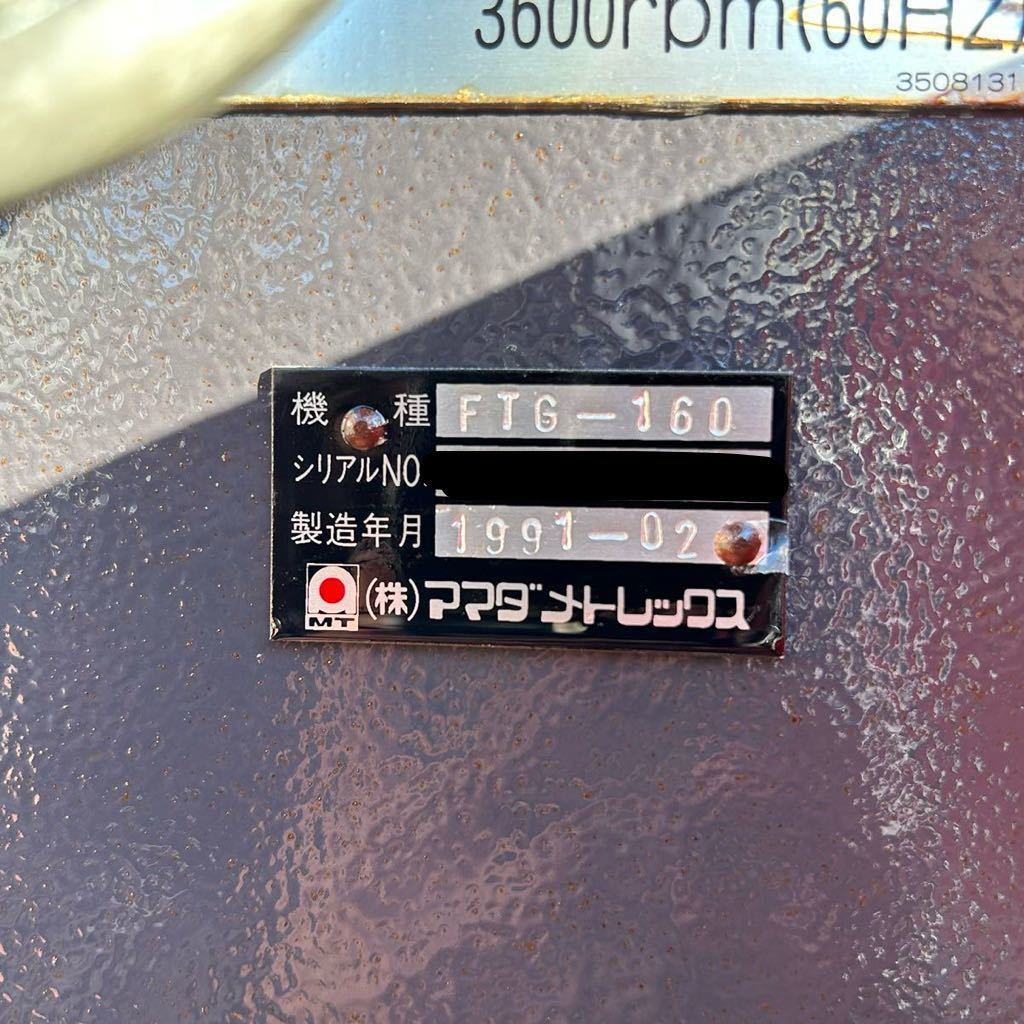 3600rpm(60Hz)
3508131
機種 FTG-160
シリアルNO.
製造年月 1991-02
MT (株)アマダメトレックス